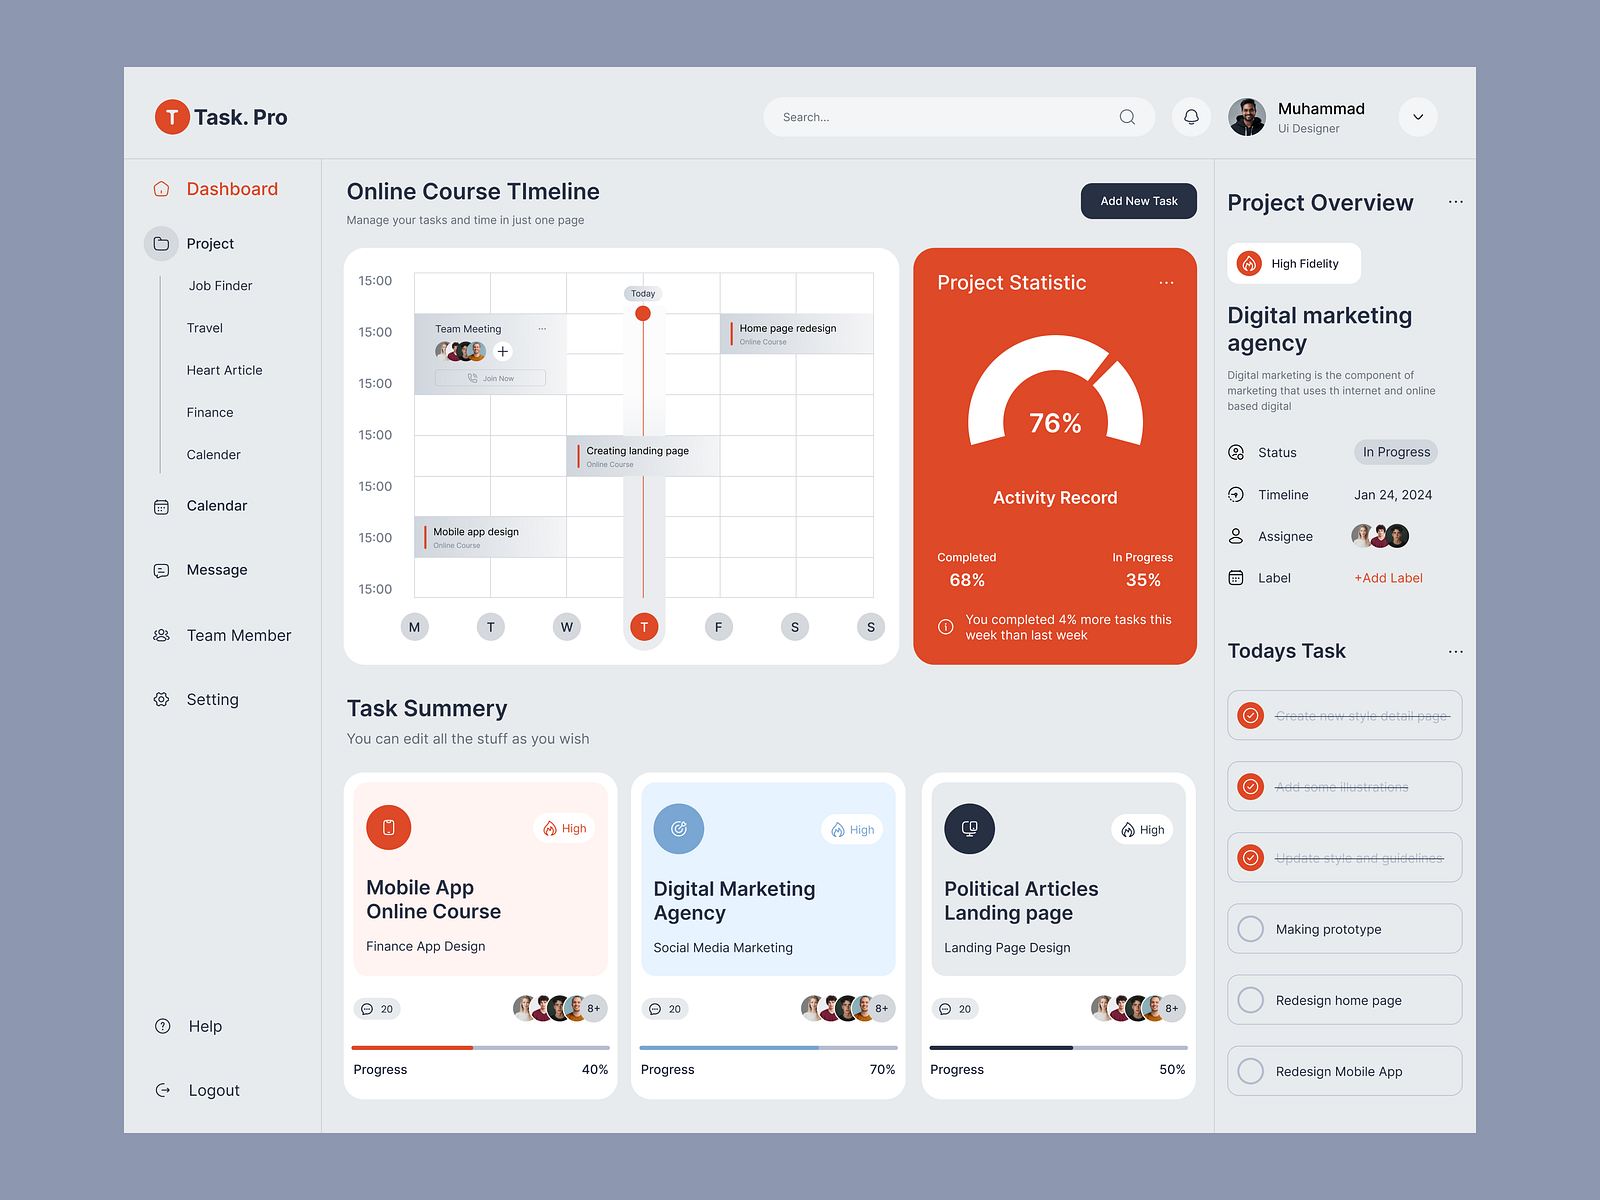 T Task. Pro
Search...
Muhammad
Ui Designer
Dashboard
Project
Job Finder
Travel
Heart Article
Finance
Calender
Calendar
Message
Team Member
Setting
Help
Logout
Online Course TImeline
Manage your tasks and time in just one page
Add New Task
15:00
15:00
15:00
15:00
15:00
15:00
15:00
Today
Team Meeting
Join Now
Home page redesign
Online Course
Creating landing page
Online Course
Mobile app design
Online Course
M T W T F S S
Project Statistic
76%
Activity Record
Completed
68%
In Progress
35%
You completed 4% more tasks this
week than last week
Task Summery
You can edit all the stuff as you wish
High
Mobile App
Online Course
Finance App Design
20
8+
Progress 40%
High
Digital Marketing
Agency
Social Media Marketing
20
8+
Progress 70%
High
Political Articles
Landing page
Landing Page Design
20
8+
Progress 50%
Project Overview
High Fidelity
Digital marketing
agency
Digital marketing is the component of
marketing that uses th internet and online
based digital
Status In Progress
Timeline Jan 24, 2024
Assignee
Label +Add Label
Todays Task
Create new style detail page
Add some illustrations
Update style and guidelines
Making prototype
Redesign home page
Redesign Mobile App